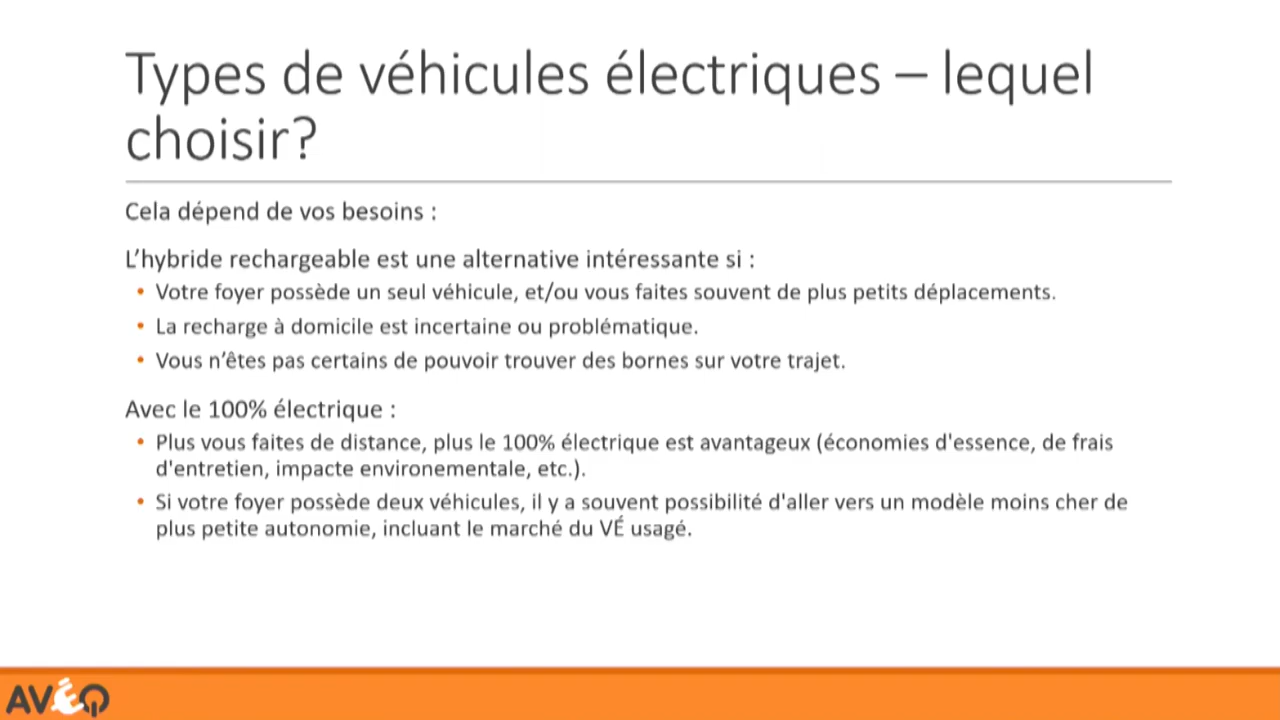 Types de véhicules électriques – lequel
choisir?
Cela dépend de vos besoins :
L’hybride rechargeable est une alternative intéressante si :
• Votre foyer possède un seul véhicule, et/ou vous faites souvent de plus petits déplacements.
• La recharge à domicile est incertaine ou problématique.
• Vous n’êtes pas certains de pouvoir trouver des bornes sur votre trajet.
Avec le 100% électrique :
• Plus vous faites de distance, plus le 100% électrique est avantageux (économies d'essence, de frais
d'entretien, impacte environementale, etc.).
• Si votre foyer possède deux véhicules, il y a souvent possibilité d'aller vers un modèle moins cher de
plus petite autonomie, incluant le marché du VÉ usagé.
AVÉQ